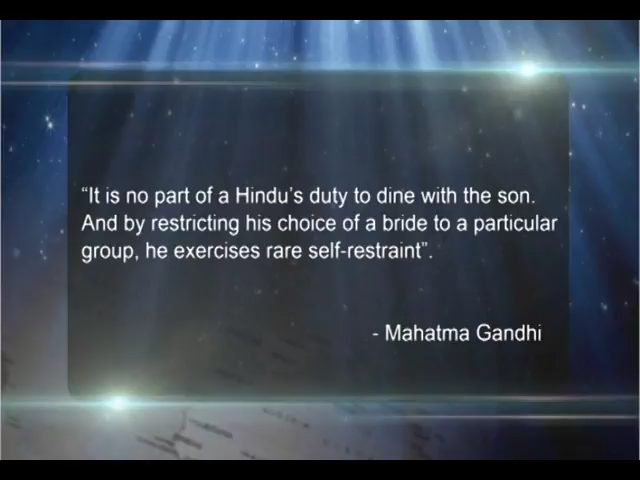 “It is no part of a Hindu’s duty to dine with the son.
And by restricting his choice of a bride to a particular
group, he exercises rare self-restraint”.
- Mahatma Gandhi